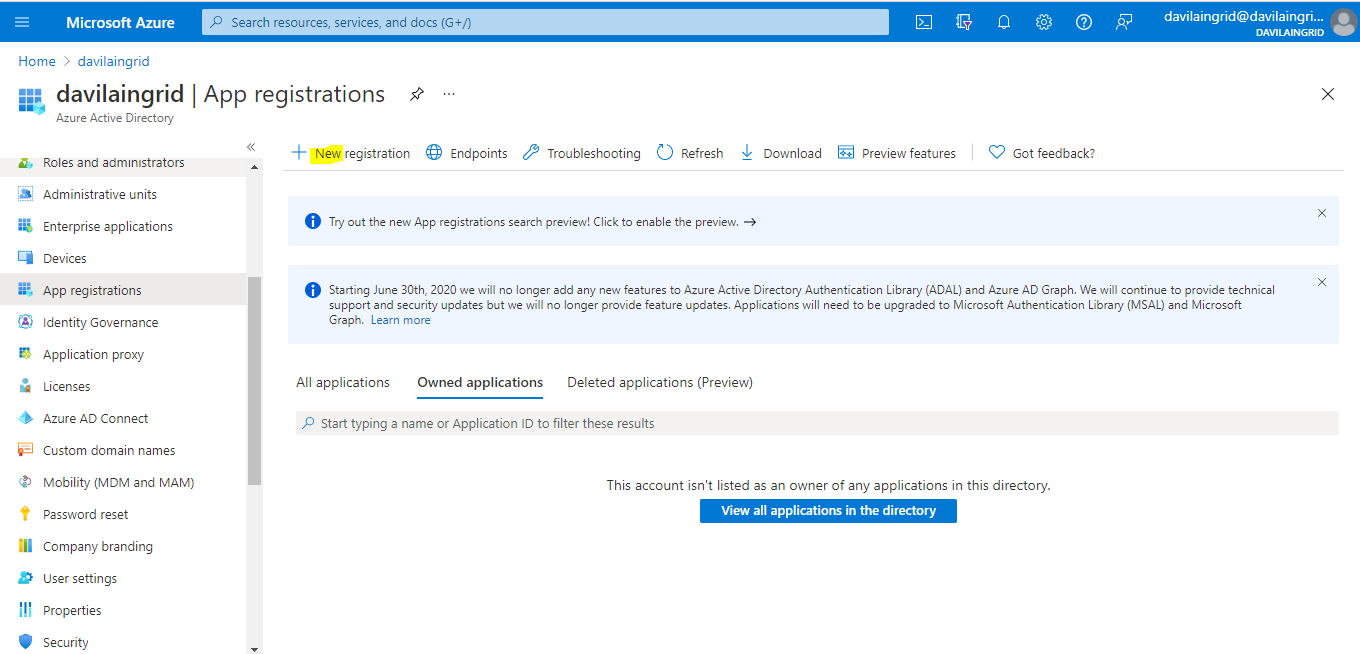 Microsoft Azure
Search resources, services, and docs (G+/)
davilaingrid@davilaingri...
DAVILAINGRID
Home > davilaingrid
davilaingrid | App registrations
Azure Active Directory
Roles and administrators
Administrative units
Enterprise applications
Devices
App registrations
Identity Governance
Application proxy
Licenses
Azure AD Connect
Custom domain names
Mobility (MDM and MAM)
Password reset
Company branding
User settings
Properties
Security
New registration
Endpoints
Troubleshooting
Refresh
Download
Preview features
Got feedback?
Try out the new App registrations search preview! Click to enable the preview. →
Starting June 30th, 2020 we will no longer add any new features to Azure Active Directory Authentication Library (ADAL) and Azure AD Graph. We will continue to provide technical
support and security updates but we will no longer provide feature updates. Applications will need to be upgraded to Microsoft Authentication Library (MSAL) and Microsoft
Graph. Learn more
All applications
Owned applications
Deleted applications (Preview)
Start typing a name or Application ID to filter these results
This account isn't listed as an owner of any applications in this directory.
View all applications in the directory